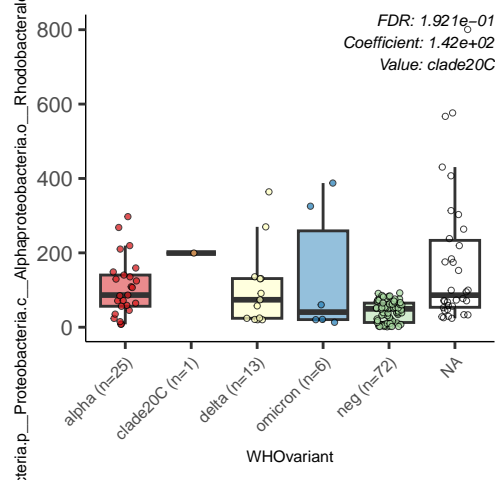 FDR: 1.921e−01
Coefficient: 1.42e+02
Value: clade20C
800
600
400
200
0
cteria.p__Proteobacteria.c__Alphaproteobacteria.o__Rhodobacterale
alpha (n=25)
clade20C (n=1)
delta (n=13)
omicron (n=6)
neg (n=72)
NA
WHOvariant